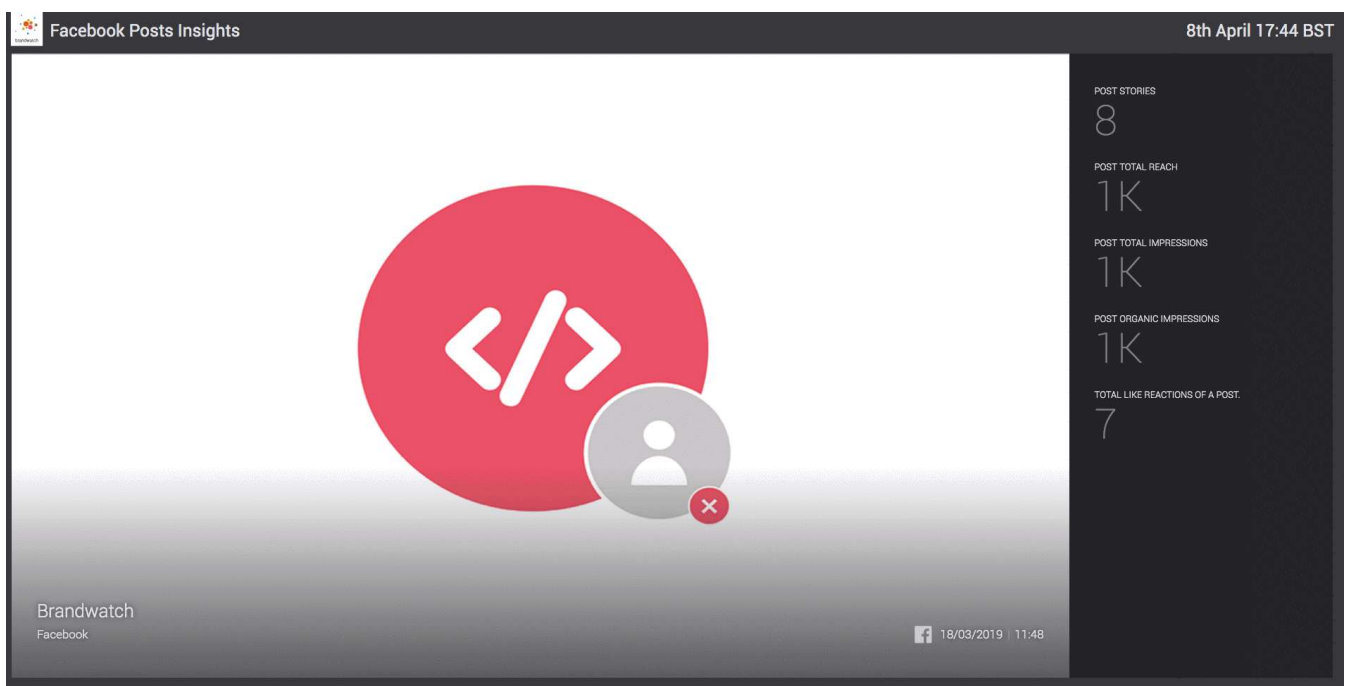 brandwatch
Facebook Posts Insights
8th April 17:44 BST
POST STORIES
8
POST TOTAL REACH
1K
POST TOTAL IMPRESSIONS
1K
POST ORGANIC IMPRESSIONS
1K
TOTAL LIKE REACTIONS OF A POST.
7
</>
Brandwatch
Facebook
f 18/03/2019 | 11:48